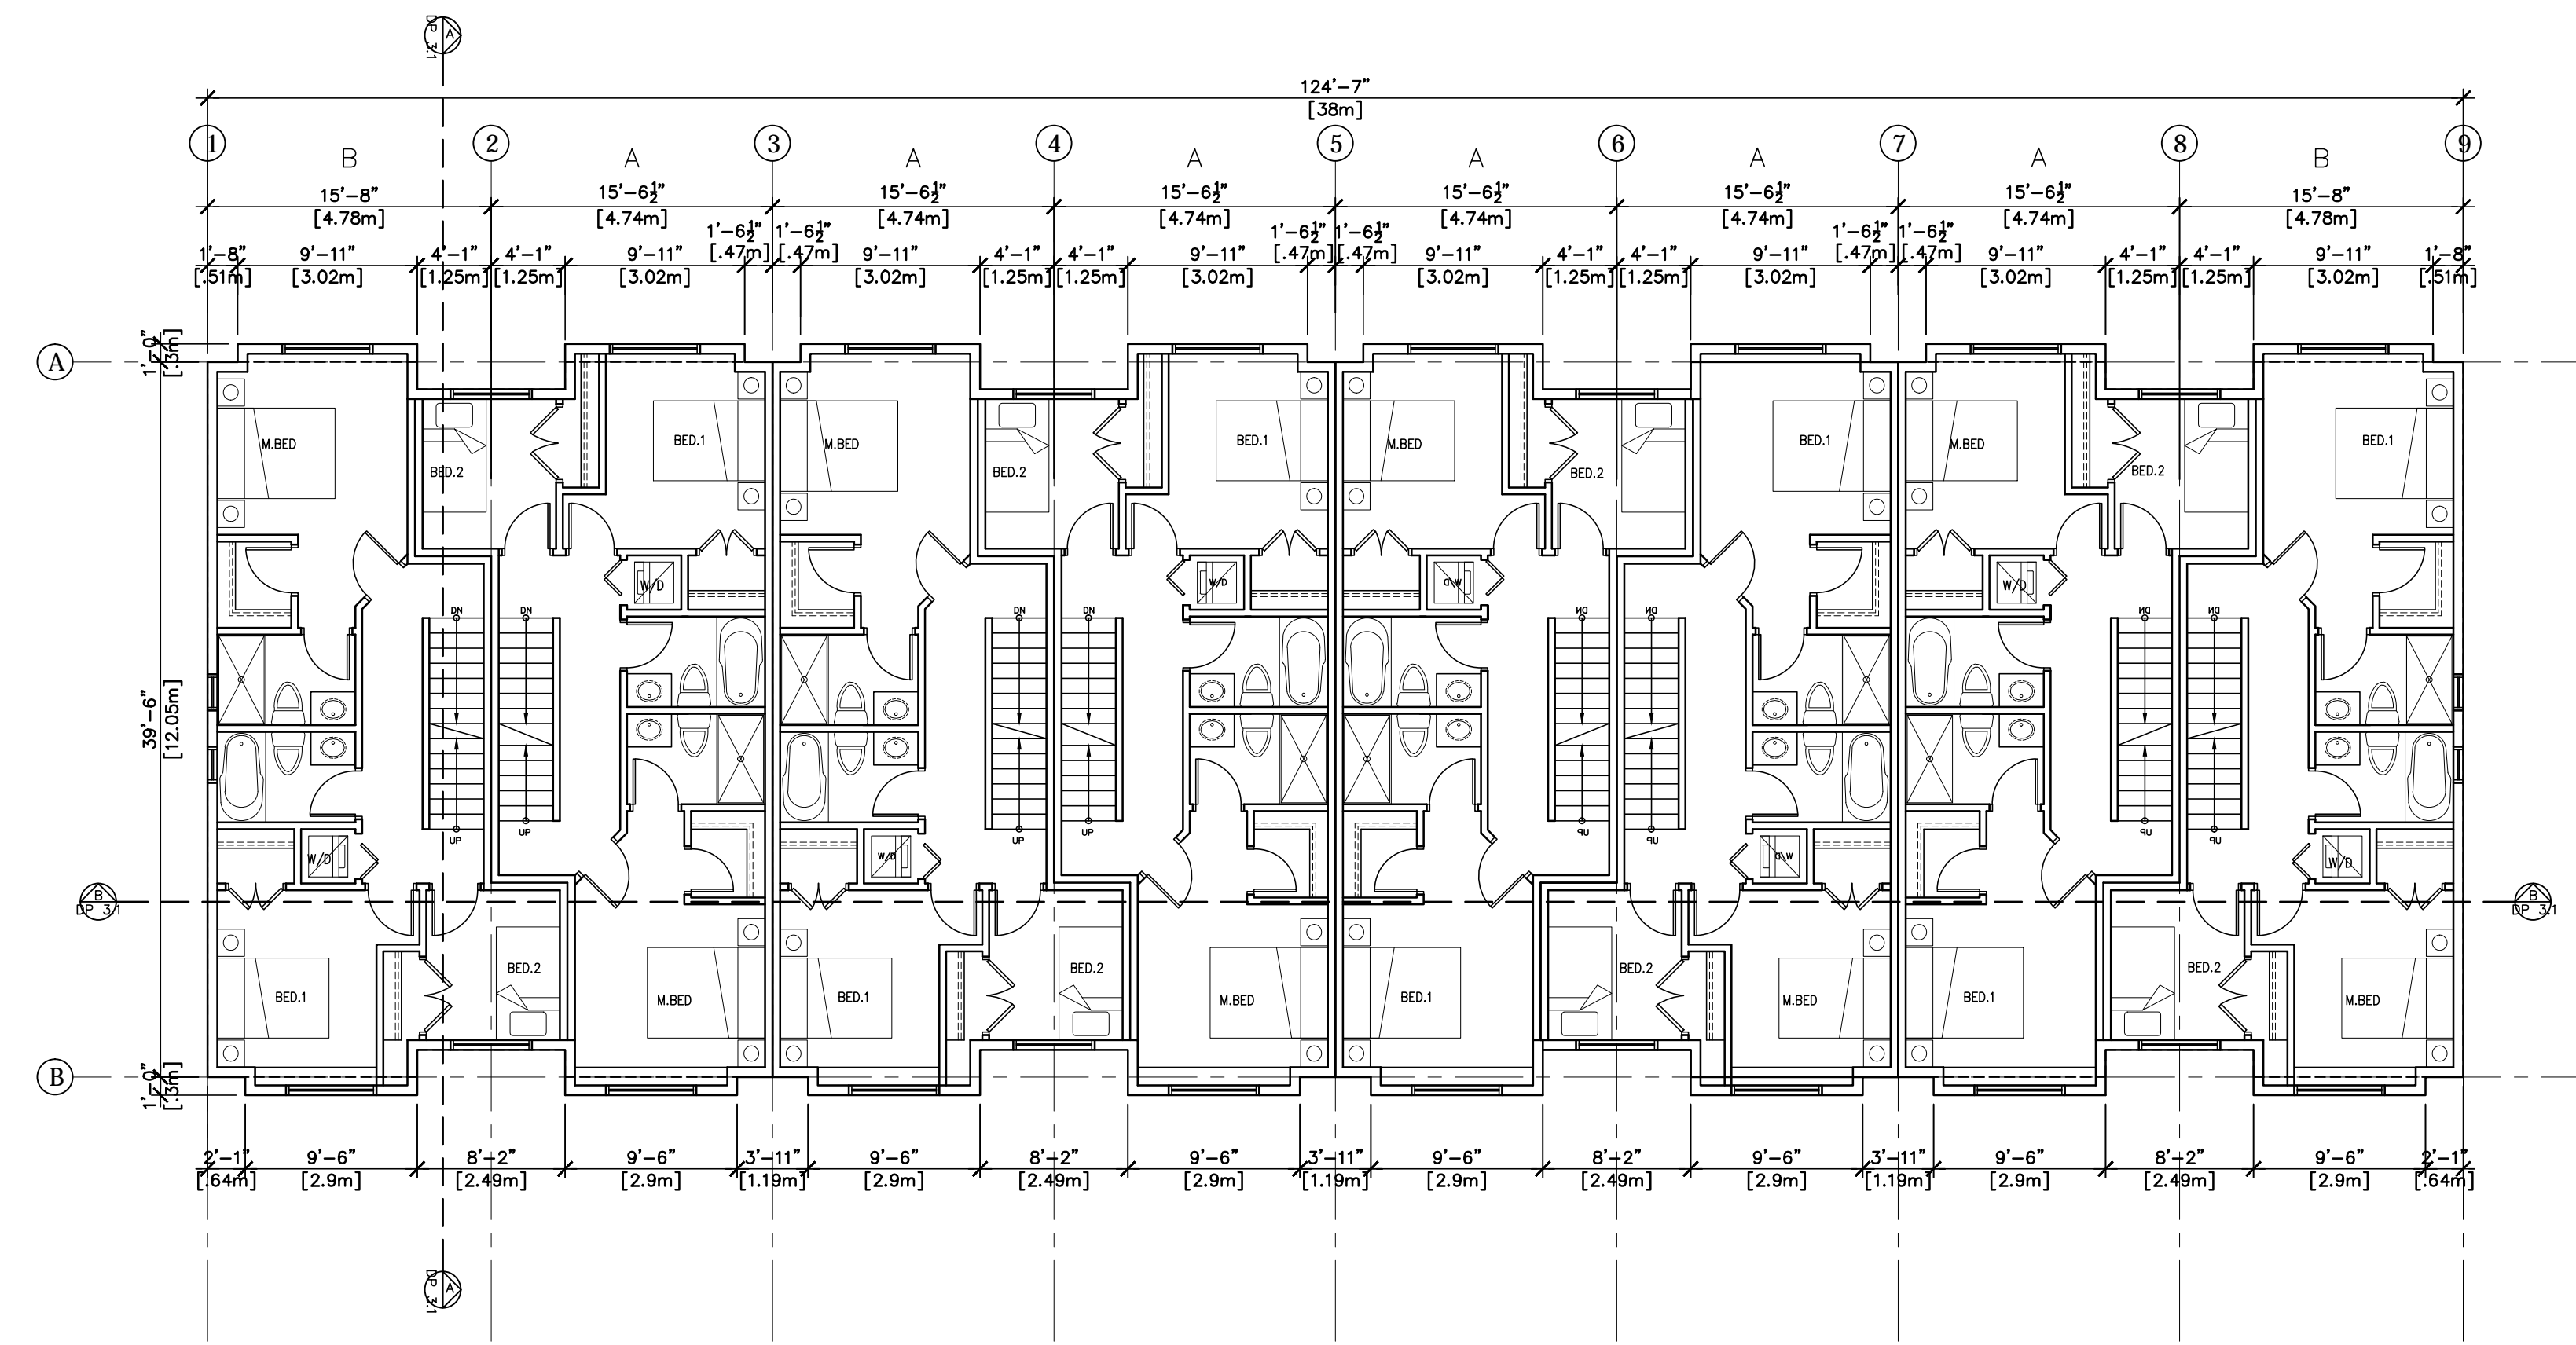 A
DP 3.1
124'-7"
[38m]
1 2 3 4 5 6 7 8 9
B A A A A A A B
15'-8" 15'-6½" 15'-6½" 15'-6½" 15'-6½" 15'-6½" 15'-6½" 15'-8"
[4.78m] [4.74m] [4.74m] [4.74m] [4.74m] [4.74m] [4.74m] [4.78m]
1'-6½" 1'-6½" 1'-6½" 1'-6½" 1'-6½" 1'-6½"
[.47m] [.47m] [.47m] [.47m] [.47m] [.47m]
1'-8" 9'-11" 4'-1" 4'-1" 9'-11" 9'-11" 4'-1" 4'-1" 9'-11" 9'-11" 4'-1" 4'-1" 9'-11" 9'-11" 4'-1" 4'-1" 9'-11" 1'-8"
[.51m] [3.02m] [1.25m] [1.25m] [3.02m] [3.02m] [1.25m] [1.25m] [3.02m] [3.02m] [1.25m] [1.25m] [3.02m] [3.02m] [1.25m] [1.25m] [3.02m] [.51m]
A
1'-0"
[.3m]
M.BED BED.1 M.BED BED.1 M.BED BED.1 M.BED BED.1
BED.2 BED.2 BED.2 BED.2
W/D W/D W/D W/D
DN DN DN DN DN DN DN DN
39'-6"
[12.05m]
UP UP UP UP UP UP UP UP
W/D W/D W/D W/D
B
DP 3.1
B
DP 3.1
BED.2 BED.2 BED.2 BED.2
BED.1 M.BED BED.1 M.BED BED.1 M.BED BED.1 M.BED
B
1'-0"
[.3m]
2'-1" 9'-6" 8'-2" 9'-6" 3'-11" 9'-6" 8'-2" 9'-6" 3'-11" 9'-6" 8'-2" 9'-6" 3'-11" 9'-6" 8'-2" 9'-6" 2'-1"
[.64m] [2.9m] [2.49m] [2.9m] [1.19m] [2.9m] [2.49m] [2.9m] [1.19m] [2.9m] [2.49m] [2.9m] [1.19m] [2.9m] [2.49m] [2.9m] [.64m]
A
DP 3.1